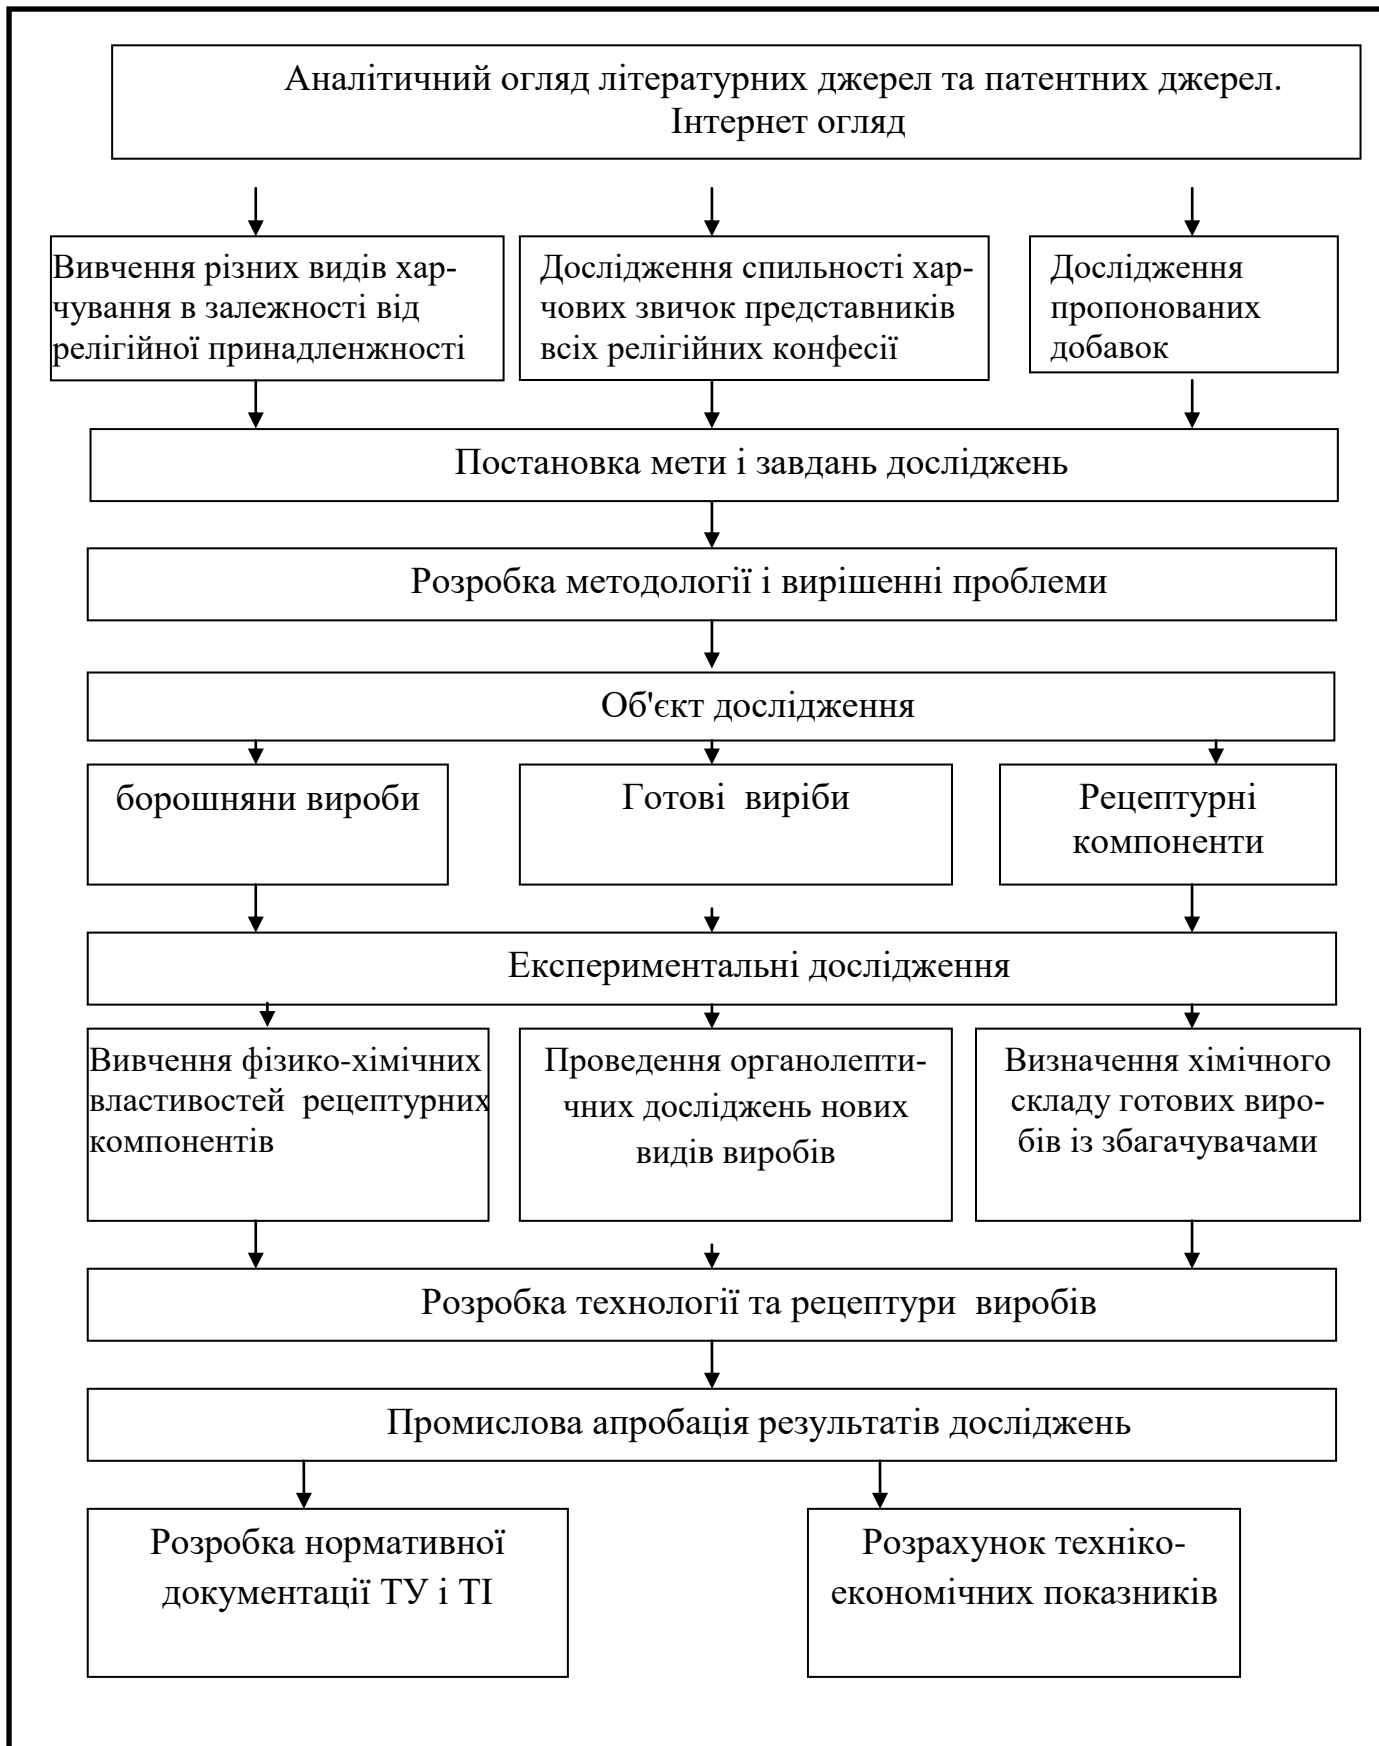 Аналітичний огляд літературних джерел та патентних джерел.
Інтернет огляд
Вивчення різних видів хар-
чування в залежності від
релігійної принадленжності
Дослідження спильності хар-
чових звичок представників
всіх релігійних конфесії
Дослідження
пропонованих
добавок
Постановка мети і завдань досліджень
Розробка методології і вирішенні проблеми
Об'єкт дослідження
борошняни вироби
Готові виріби
Рецептурні
компоненти
Експериментальні дослідження
Вивчення фізико-хімічних
властивостей рецептурних
компонентів
Проведення органолепти-
чних досліджень нових
видів виробів
Визначення хімічного
складу готових виро-
бів із збагачувачами
Розробка технології та рецептури виробів
Промислова апробація результатів досліджень
Розробка нормативної
документації ТУ і ТІ
Розрахунок техніко-
економічних показників